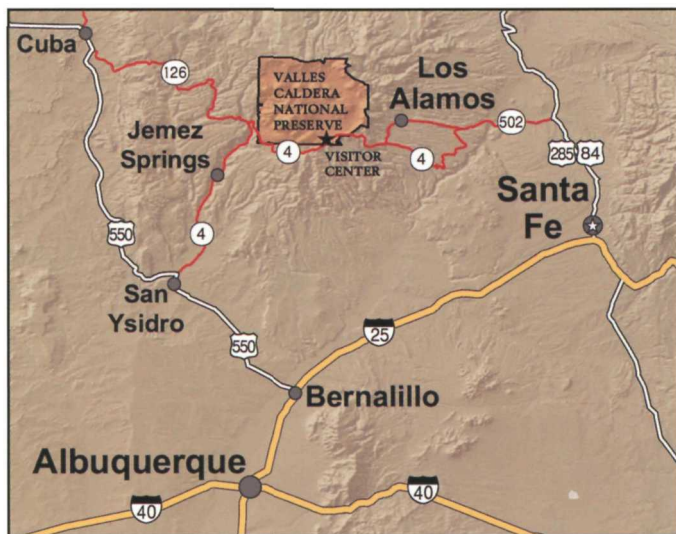 Cuba
126
VALLES
CALDERA
NATIONAL
PRESERVE
Los
Alamos
502
Jemez
Springs
4
VISITOR
CENTER
4
285 84
Santa
Fe
550
4
San
Ysidro
550
25
Bernalillo
Albuquerque
40
40